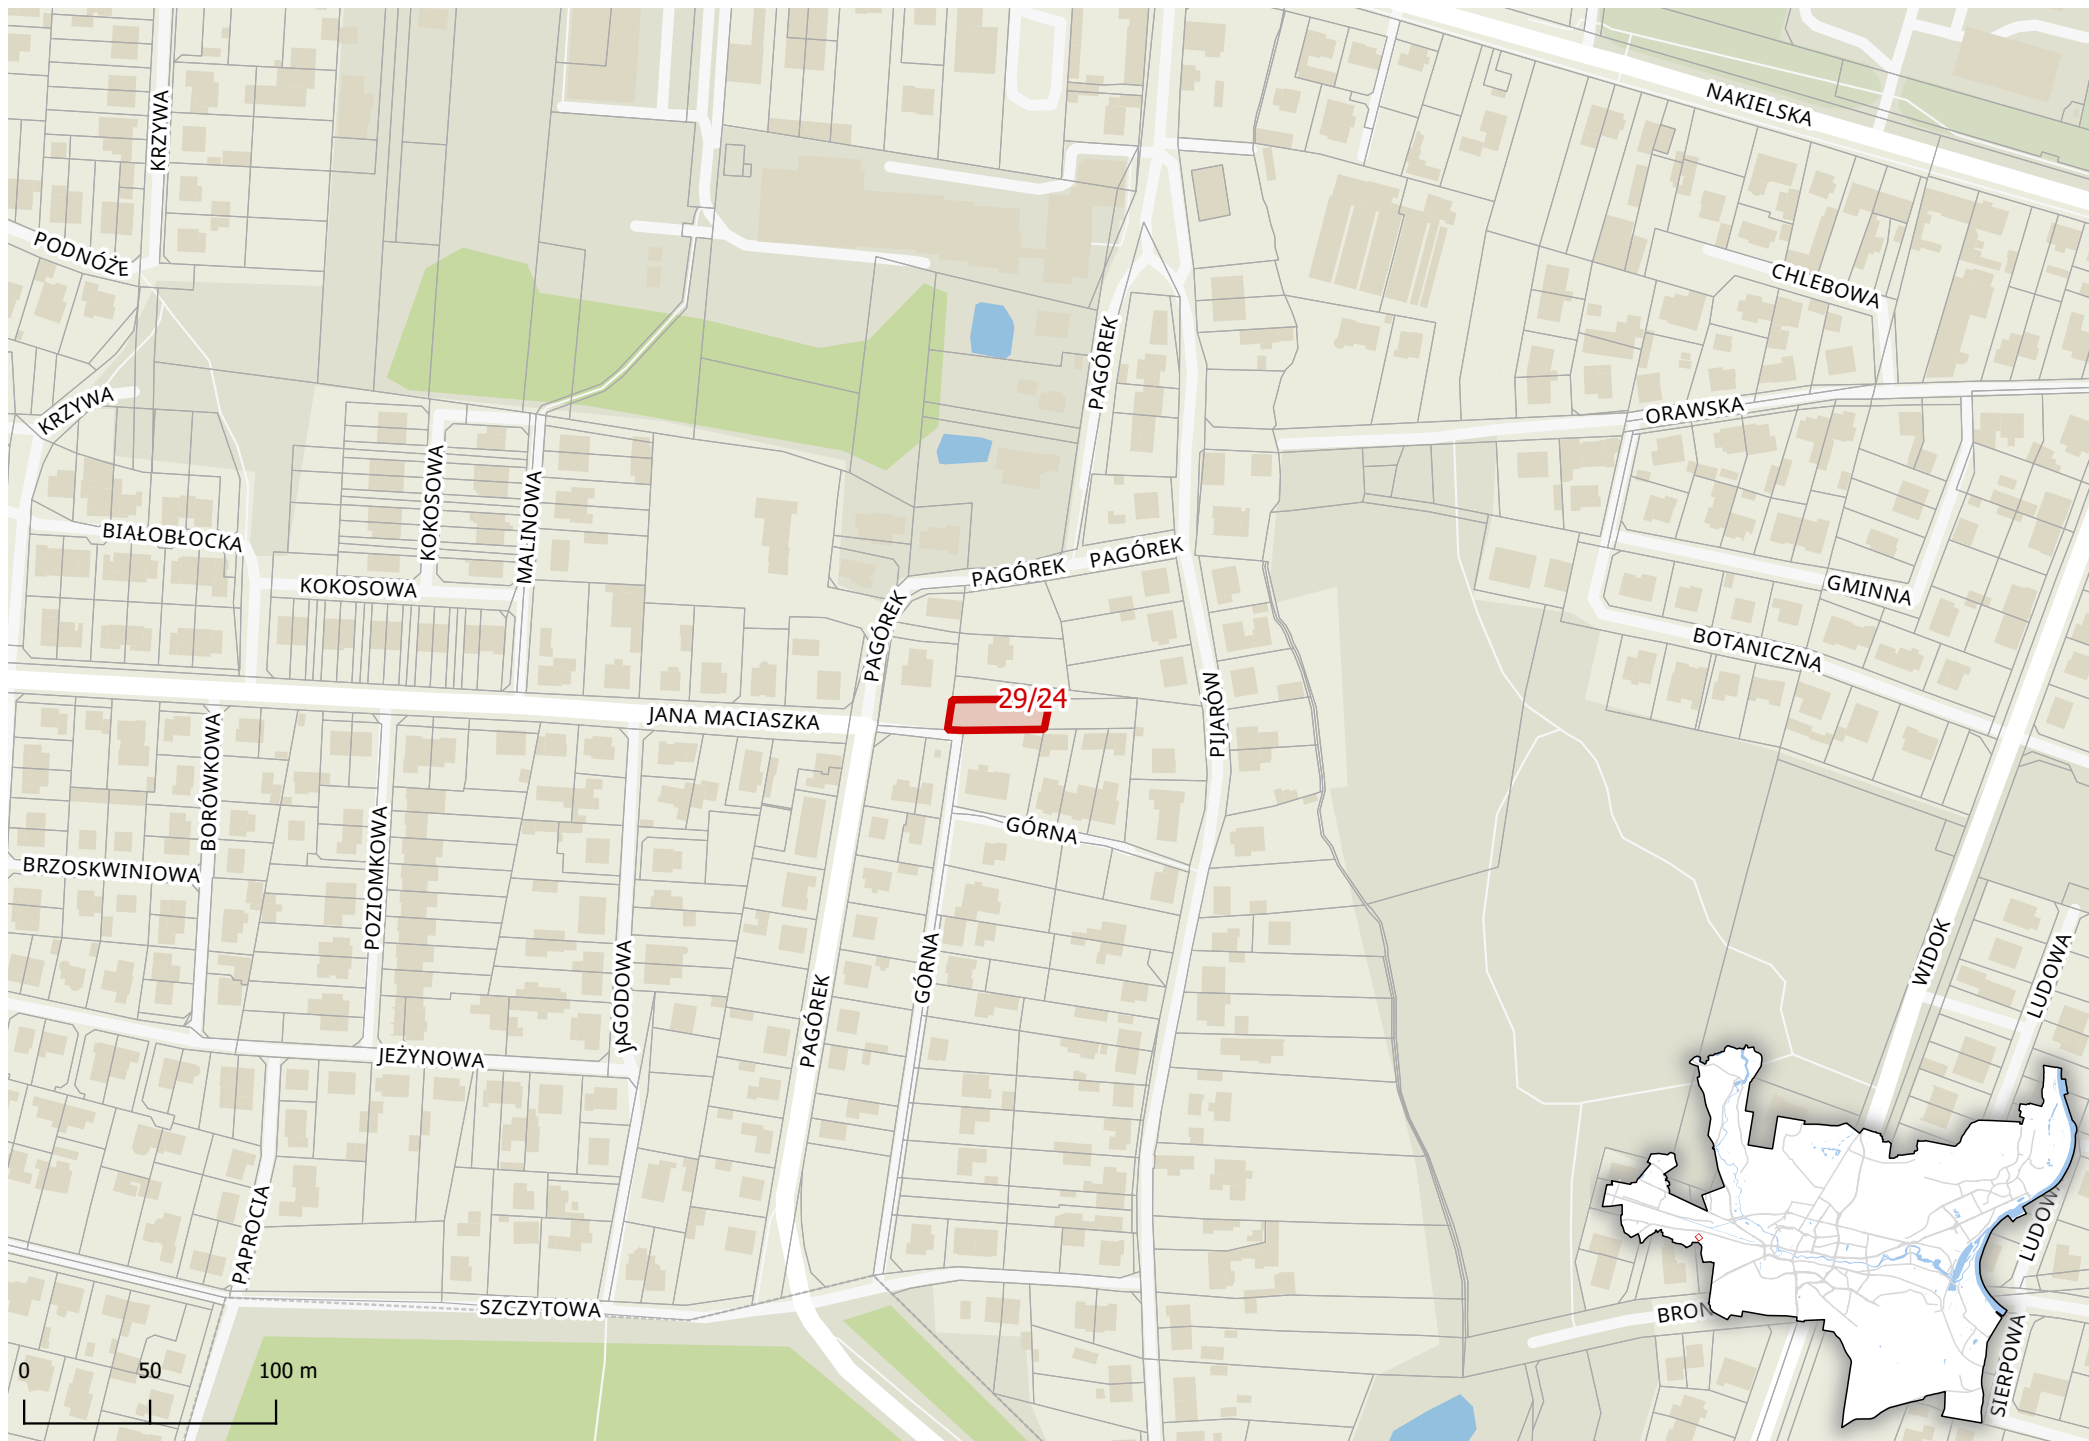 NAKIELSKA
KRZYWA
PODNÓŻE
CHLEBOWA
PAGÓREK
KRZYWA
ORAWSKA
KOKOSOWA
MALINOWA
BIAŁOBŁOCKA
PAGÓREK
PAGÓREK
KOKOSOWA
GMINNA
PAGÓREK
BOTANICZNA
29/24
JANA MACIASZKA
PIJARÓW
BORÓWKOWA
GÓRNA
POZIOMKOWA
BRZOSKWINIOWA
WIDOK
LUDOWA
GÓRNA
JAGODOWA
PAGÓREK
JEŻYNOWA
PAPROCIA
LUDOWA
SZCZYTOWA
BRON
SIERPOWA
0 50 100 m